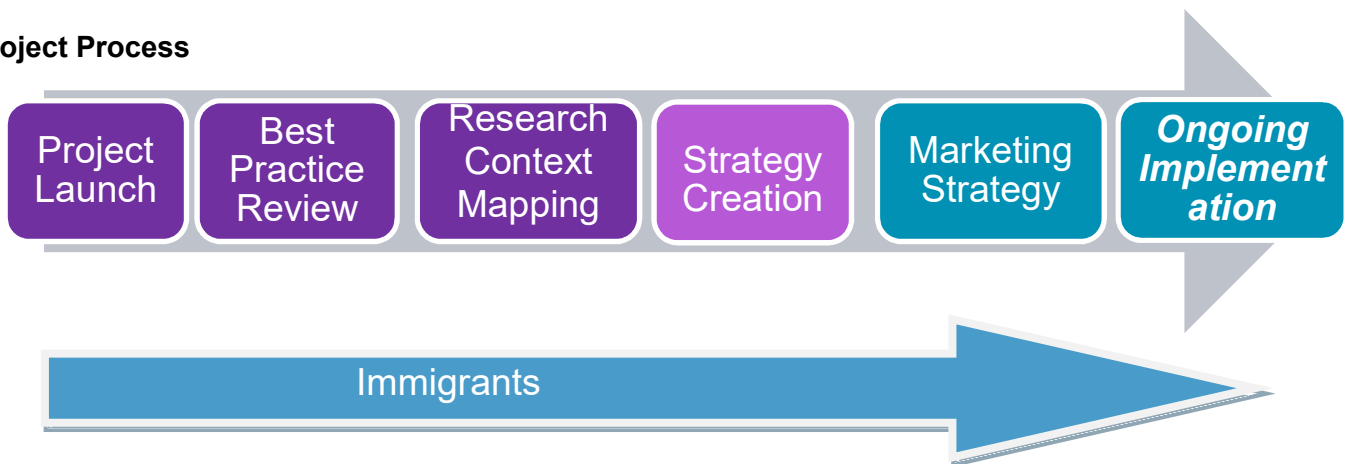 oject Process
Project
Launch
Best
Practice
Review
Research
Context
Mapping
Strategy
Creation
Marketing
Strategy
Ongoing
Implement
ation
Immigrants